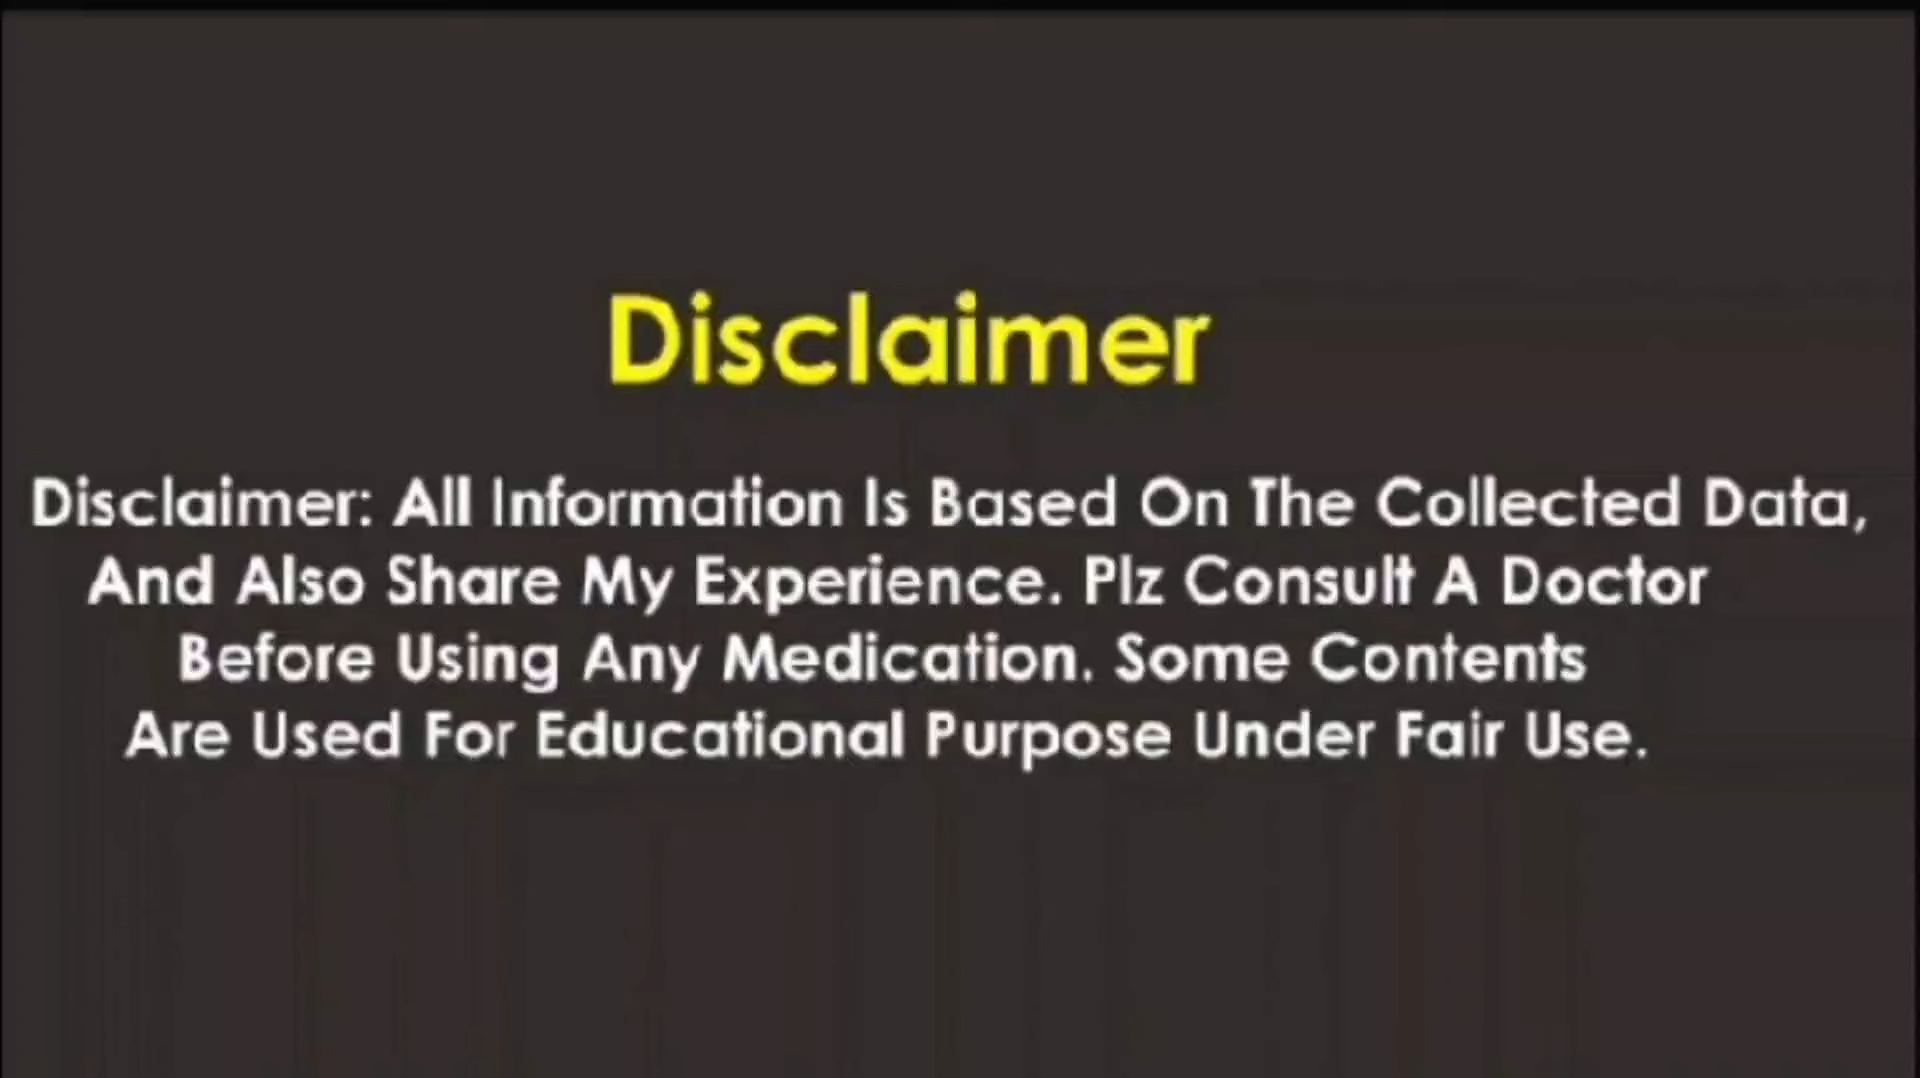 Disclaimer
Disclaimer: All Information Is Based On The Collected Data,
And Also Share My Experience. Plz Consult A Doctor
Before Using Any Medication. Some Contents
Are Used For Educational Purpose Under Fair Use.